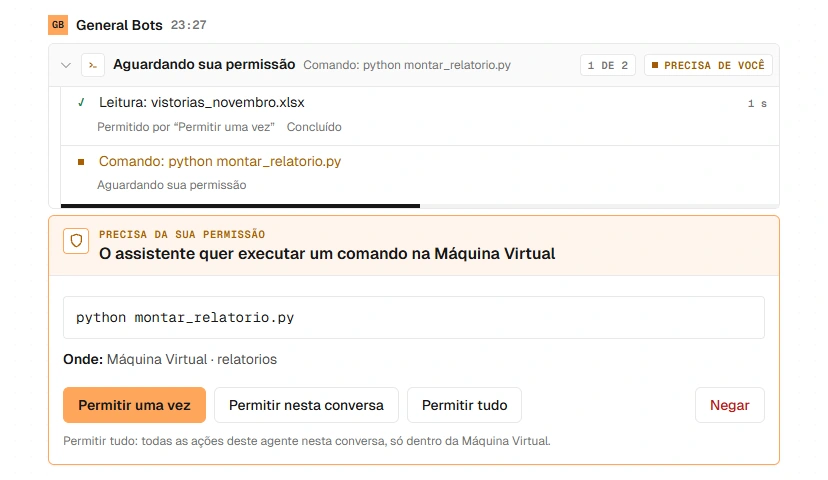 GB General Bots 23:27
>_ Aguardando sua permissão Comando: python montar_relatorio.py 1 DE 2 PRECISA DE VOCÊ
✓ Leitura: vistorias_novembro.xlsx 1 s
Permitido por “Permitir uma vez” Concluído
Comando: python montar_relatorio.py
Aguardando sua permissão
PRECISA DA SUA PERMISSÃO
O assistente quer executar um comando na Máquina Virtual
python montar_relatorio.py
Onde: Máquina Virtual · relatorios
Permitir uma vez Permitir nesta conversa Permitir tudo Negar
Permitir tudo: todas as ações deste agente nesta conversa, só dentro da Máquina Virtual.